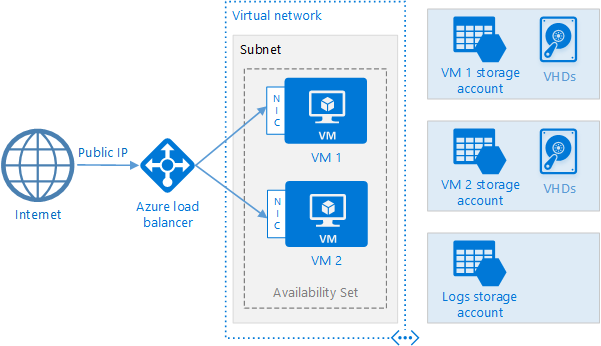 Virtual network
Subnet
NIC
VM
VM 1
NIC
VM
VM 2
Availability Set
Internet
Public IP
Azure load
balancer
VM 1 storage
account
VHDs
VM 2 storage
account
VHDs
Logs storage
account